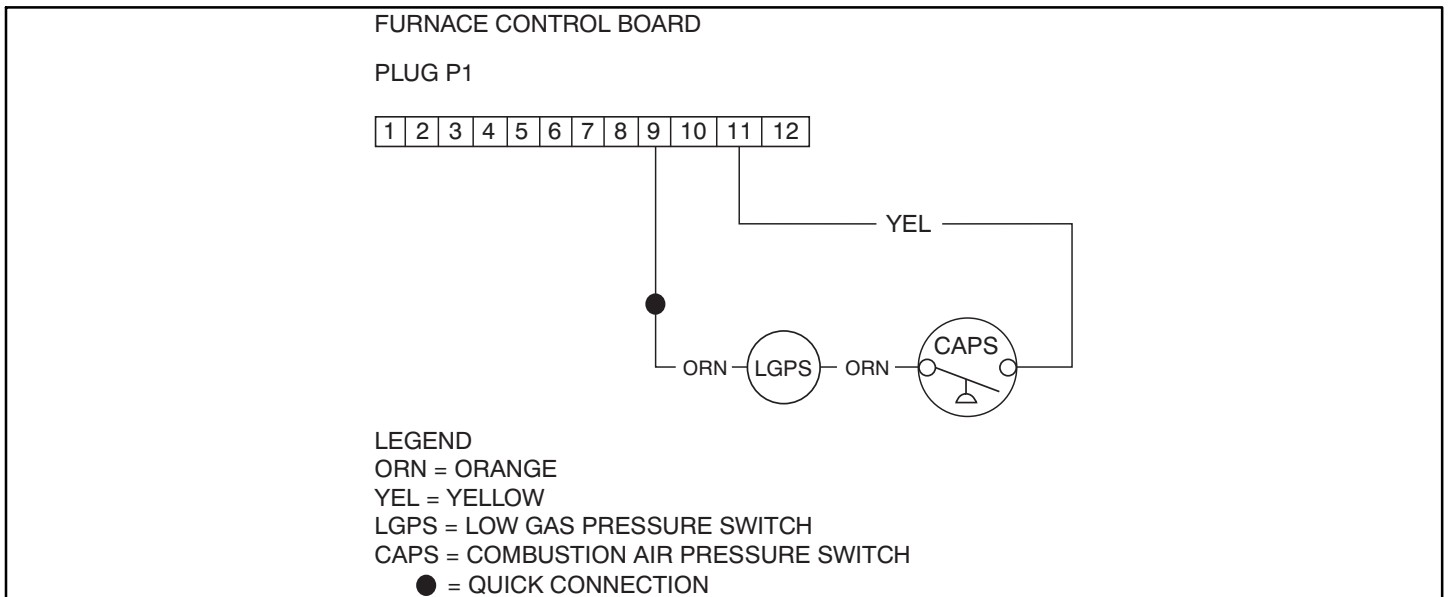 FURNACE CONTROL BOARD
PLUG P1
1 2 3 4 5 6 7 8 9 10 11 12
YEL
CAPS
ORN LGPS ORN
LEGEND
ORN = ORANGE
YEL = YELLOW
LGPS = LOW GAS PRESSURE SWITCH
CAPS = COMBUSTION AIR PRESSURE SWITCH
= QUICK CONNECTION